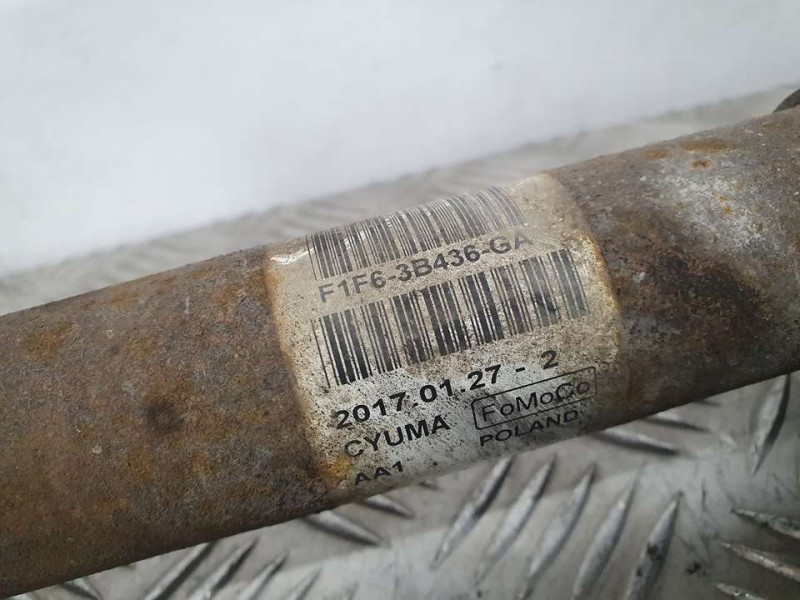 F1F6-3B436-GA
2017.01.27 - 2
CYUMA FoMoCo
AA1 POLAND